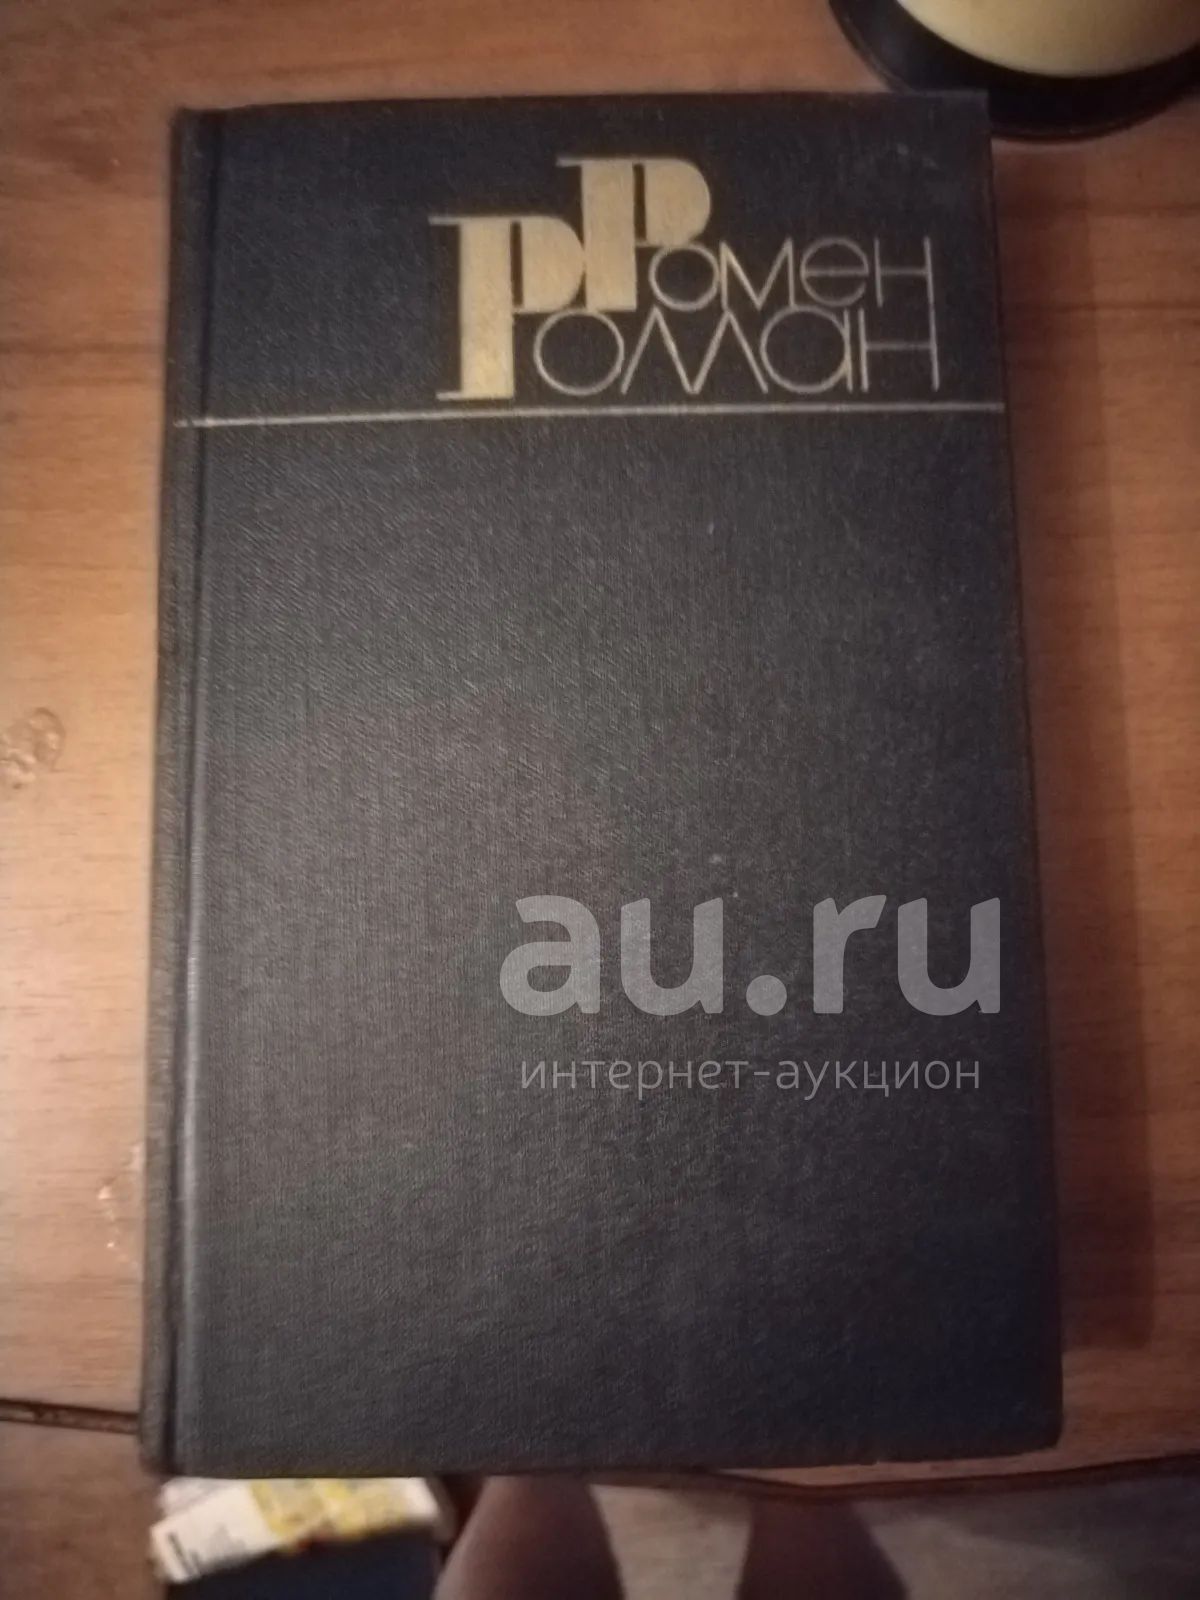 Ромен
Роллан
au.ru
интернет-аукцион